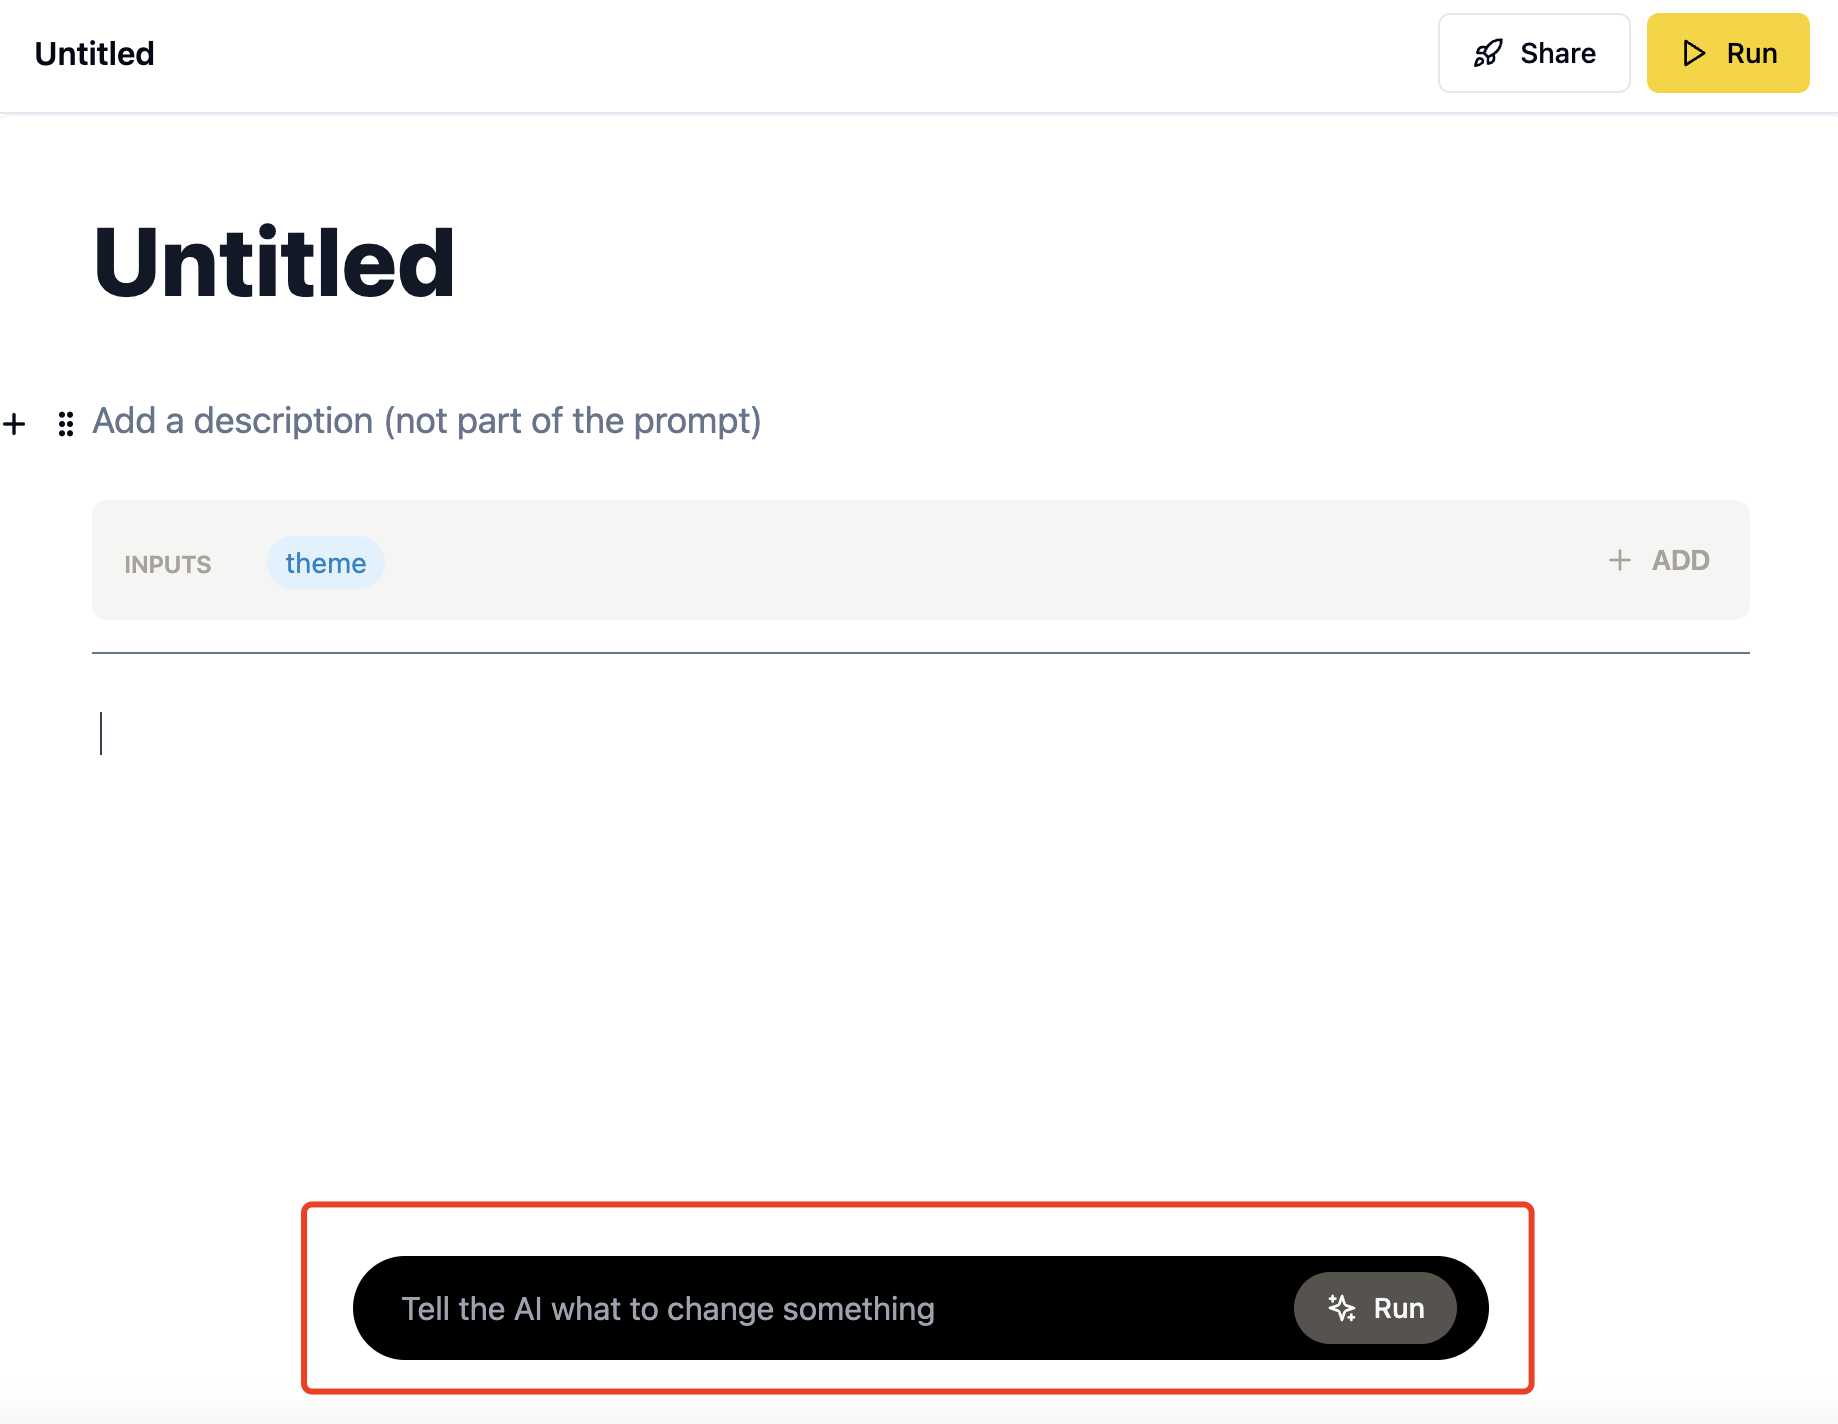 Untitled
Share
Run
Untitled
Add a description (not part of the prompt)
INPUTS theme + ADD
Tell the AI what to change something
Run